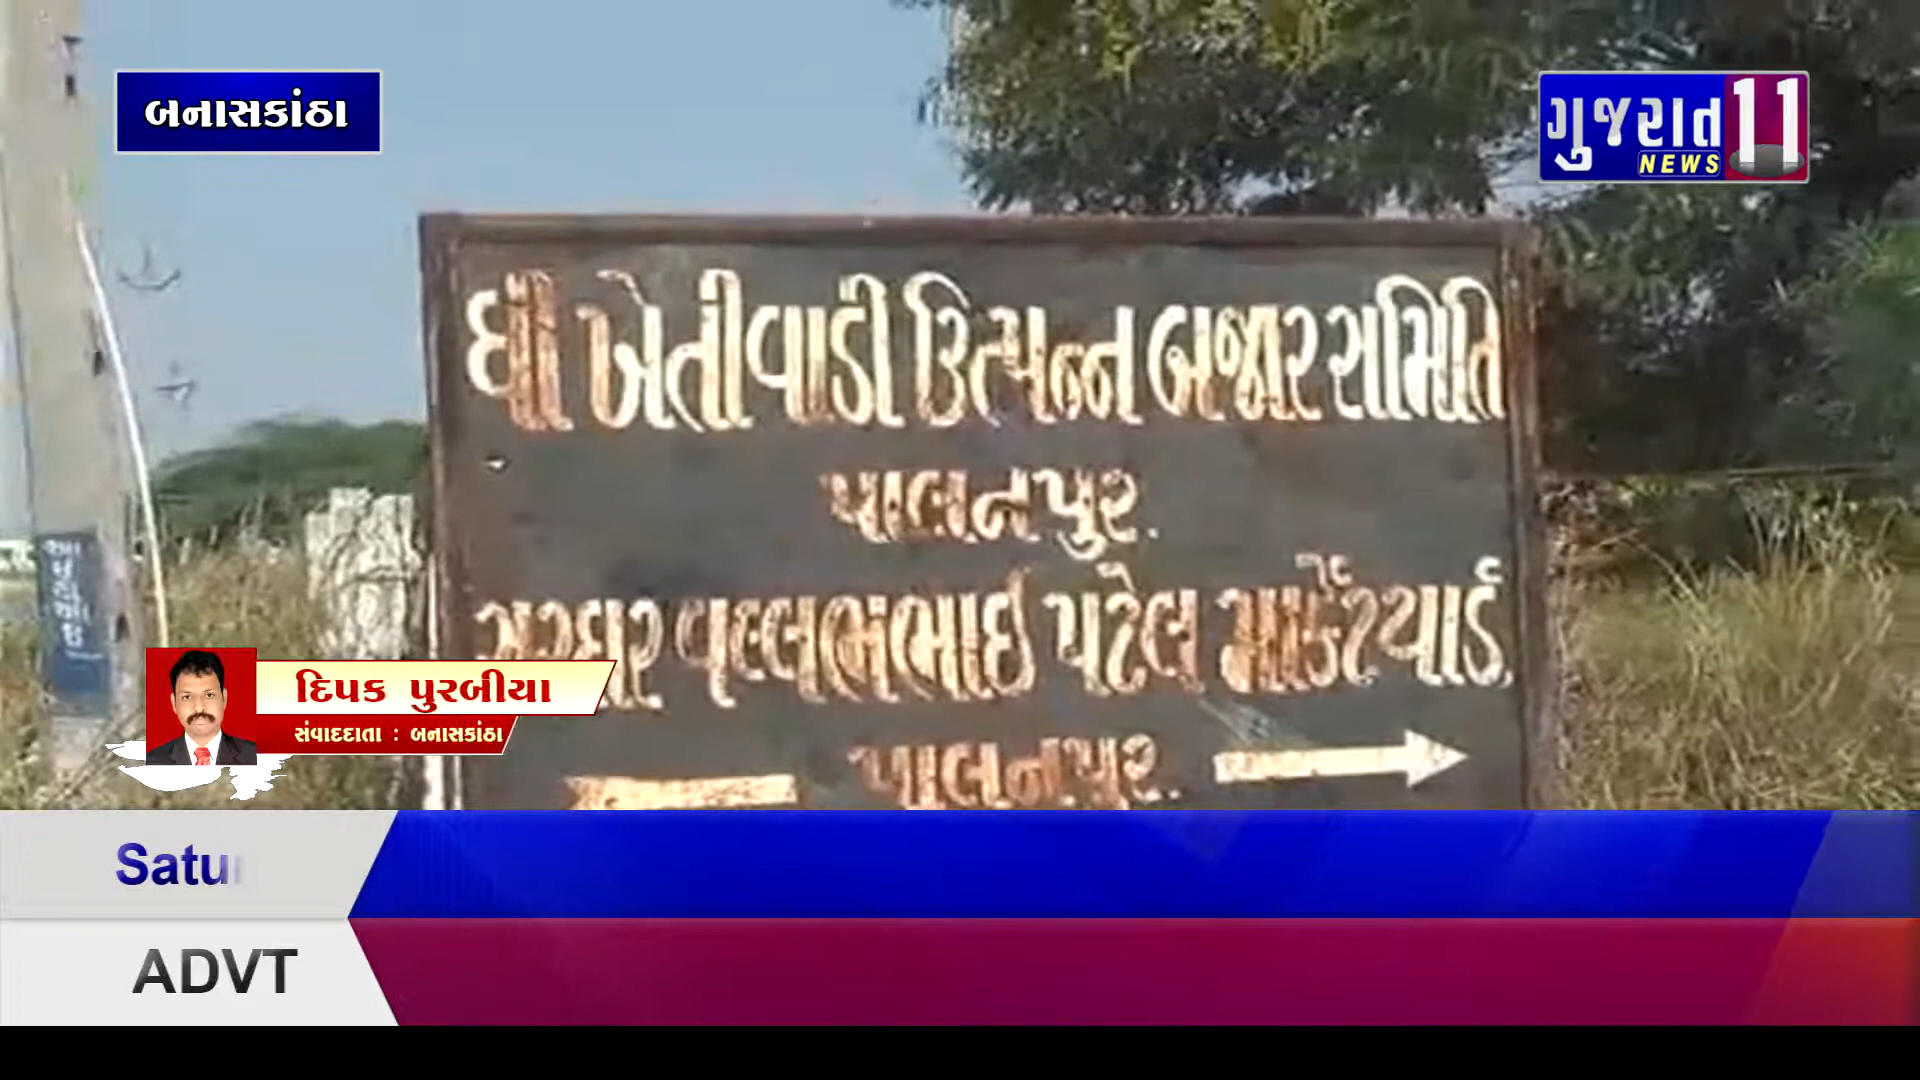 બનાસકાંઠા
ગુજરાત 11
NEWS
ધી ખેતીવાડી ઉત્પન્ન બજાર સમિતિ
પાલનપુર.
સરદાર વલ્લભભાઇ પટેલ માર્કેટયાર્ડ.
પાલનપુર.
દિપક પુરબીયા
સંવાદદાતા : બનાસકાંઠા
Satu
ADVT